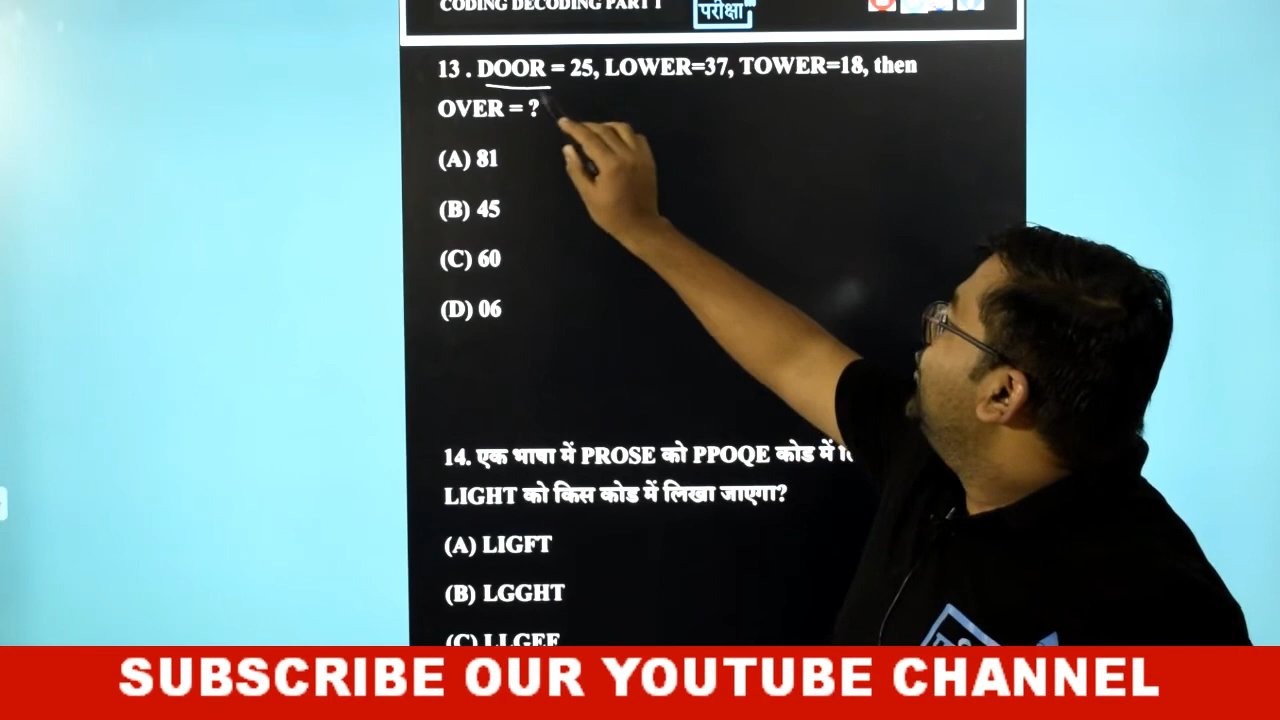 CODING DECODING PART I
परीक्षा
13 . DOOR = 25, LOWER=37, TOWER=18, then
OVER = ?
(A) 81
(B) 45
(C) 60
(D) 06
14. एक भाषा में PROSE को PPOQE कोड में
LIGHT को किस कोड में लिखा जाएगा?
(A) LIGFT
(B) LGGHT
(C) LLGEF
SUBSCRIBE OUR YOUTUBE CHANNEL